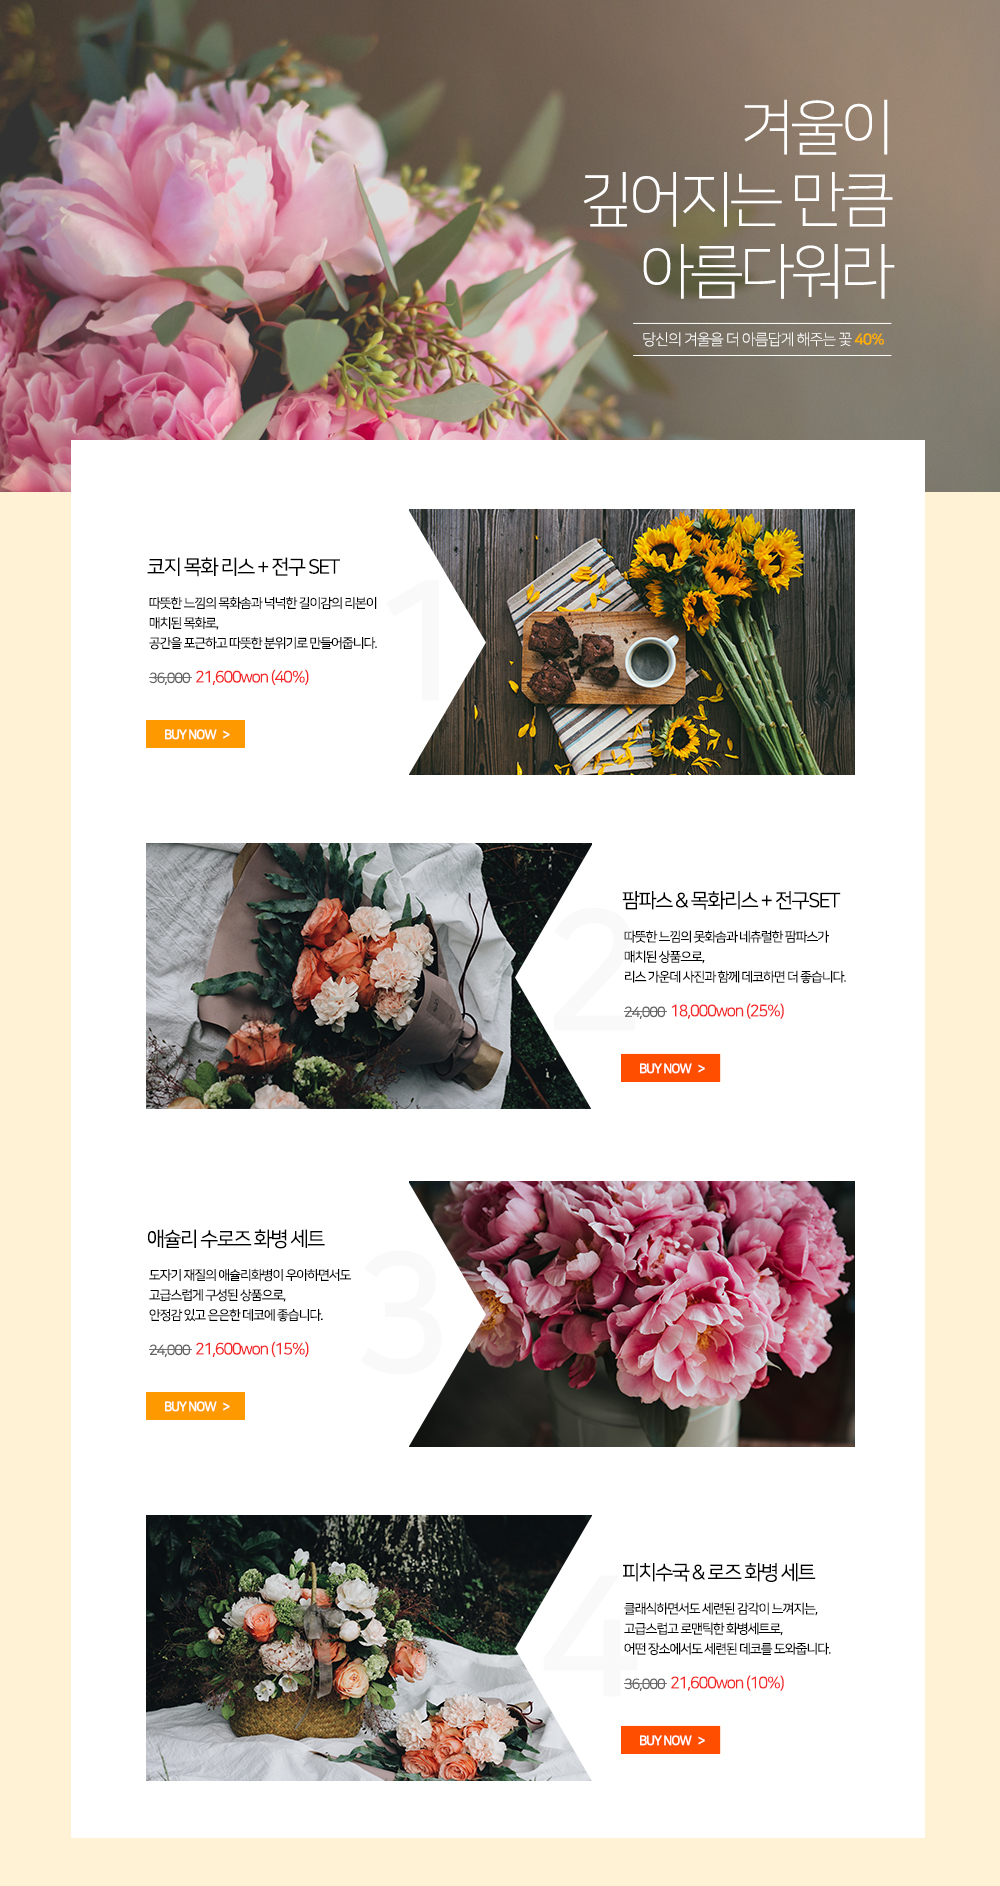 겨울이
깊어지는 만큼
아름다워라
당신의 겨울을 더 아름답게 해주는 꽃 40%
1
코지 목화 리스 + 전구 SET
따뜻한 느낌의 목화솜과 넉넉한 길이감의 리본이
매치된 목화로,
공간을 포근하고 따뜻한 분위기로 만들어줍니다.
36,000 21,600won (40%)
BUY NOW >
2
팜파스 & 목화리스 + 전구SET
따뜻한 느낌의 못화솜과 네츄럴한 팜파스가
매치된 상품으로,
리스 가운데 사진과 함께 데코하면 더 좋습니다.
24,000 18,000won (25%)
BUY NOW >
3
애슐리 수로즈 화병 세트
도자기 재질의 애슐리화병이 우아하면서도
고급스럽게 구성된 상품으로,
안정감 있고 은은한 데코에 좋습니다.
24,000 21,600won (15%)
BUY NOW >
4
피치수국 & 로즈 화병 세트
클래식하면서도 세련된 감각이 느껴지는,
고급스럽고 로맨틱한 화병세트로,
어떤 장소에서도 세련된 데코를 도와줍니다.
36,000 21,600won (10%)
BUY NOW >